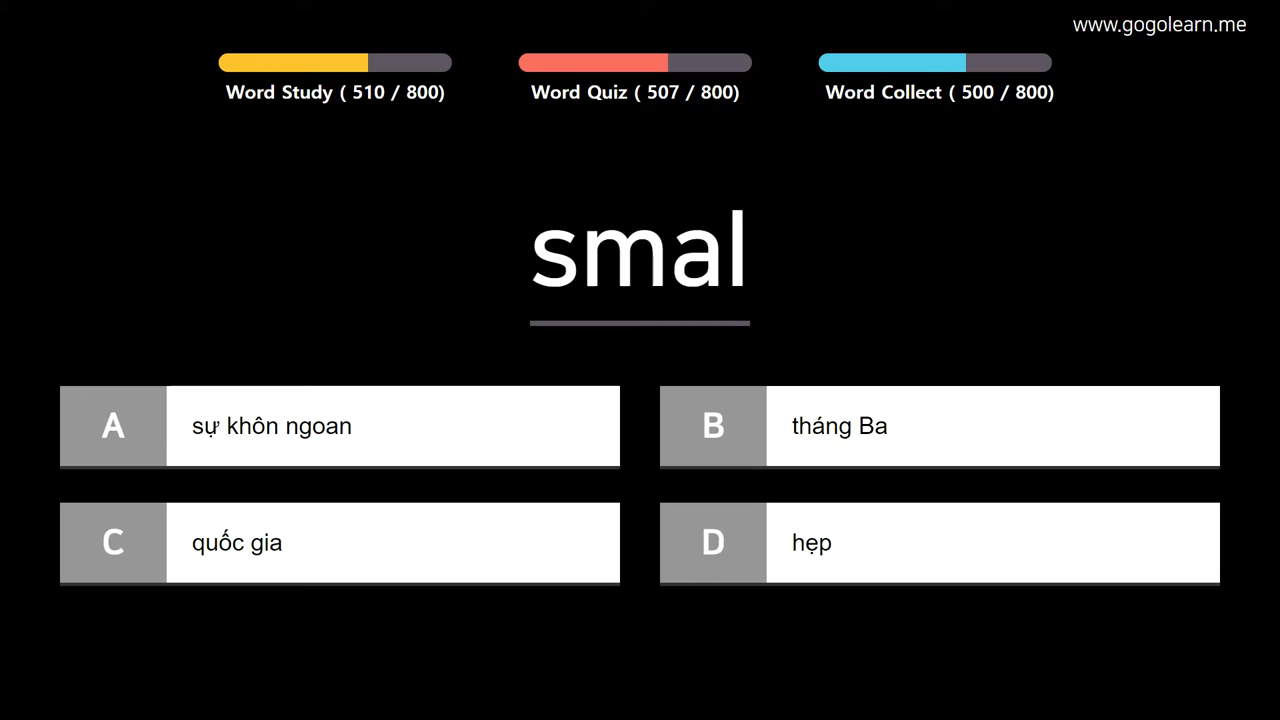 www.gogolearn.me
Word Study ( 510 / 800)
Word Quiz ( 507 / 800)
Word Collect ( 500 / 800)
smal
A sự khôn ngoan
B tháng Ba
C quốc gia
D hẹp